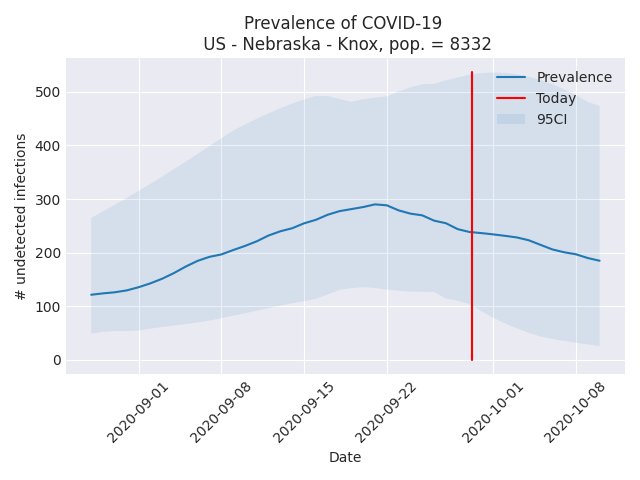 Prevalence of COVID-19
US - Nebraska - Knox, pop. = 8332
# undetected infections
500
400
300
200
100
0
Prevalence
Today
95CI
2020-09-01
2020-09-08
2020-09-15
2020-09-22
2020-10-01
2020-10-08
Date